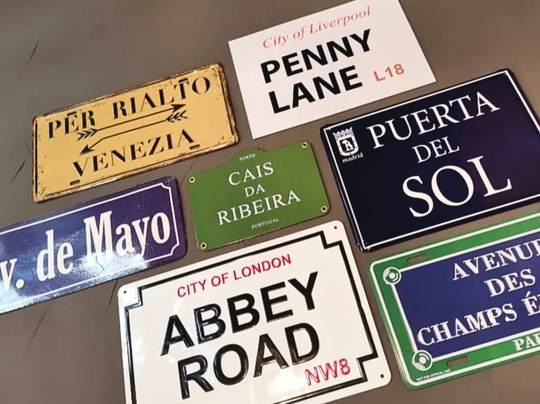 City of Liverpool
PENNY
LANE L18
PER RIALTO
VENEZIA
madrid
PUERTA
DEL
SOL
PORTO
CAIS
DA
RIBEIRA
PORTUGAL
v. de Mayo
CITY OF LONDON
ABBEY
ROAD
NW8
AVENUE
DES
CHAMPS É
PAR